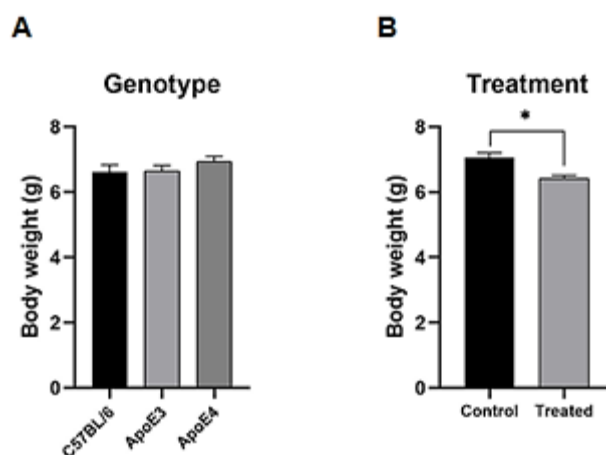 A
Genotype
Body weight (g)
8
6
4
2
0
C57BL/6
ApoE3
ApoE4
B
Treatment
*
Body weight (g)
8
6
4
2
0
Control
Treated